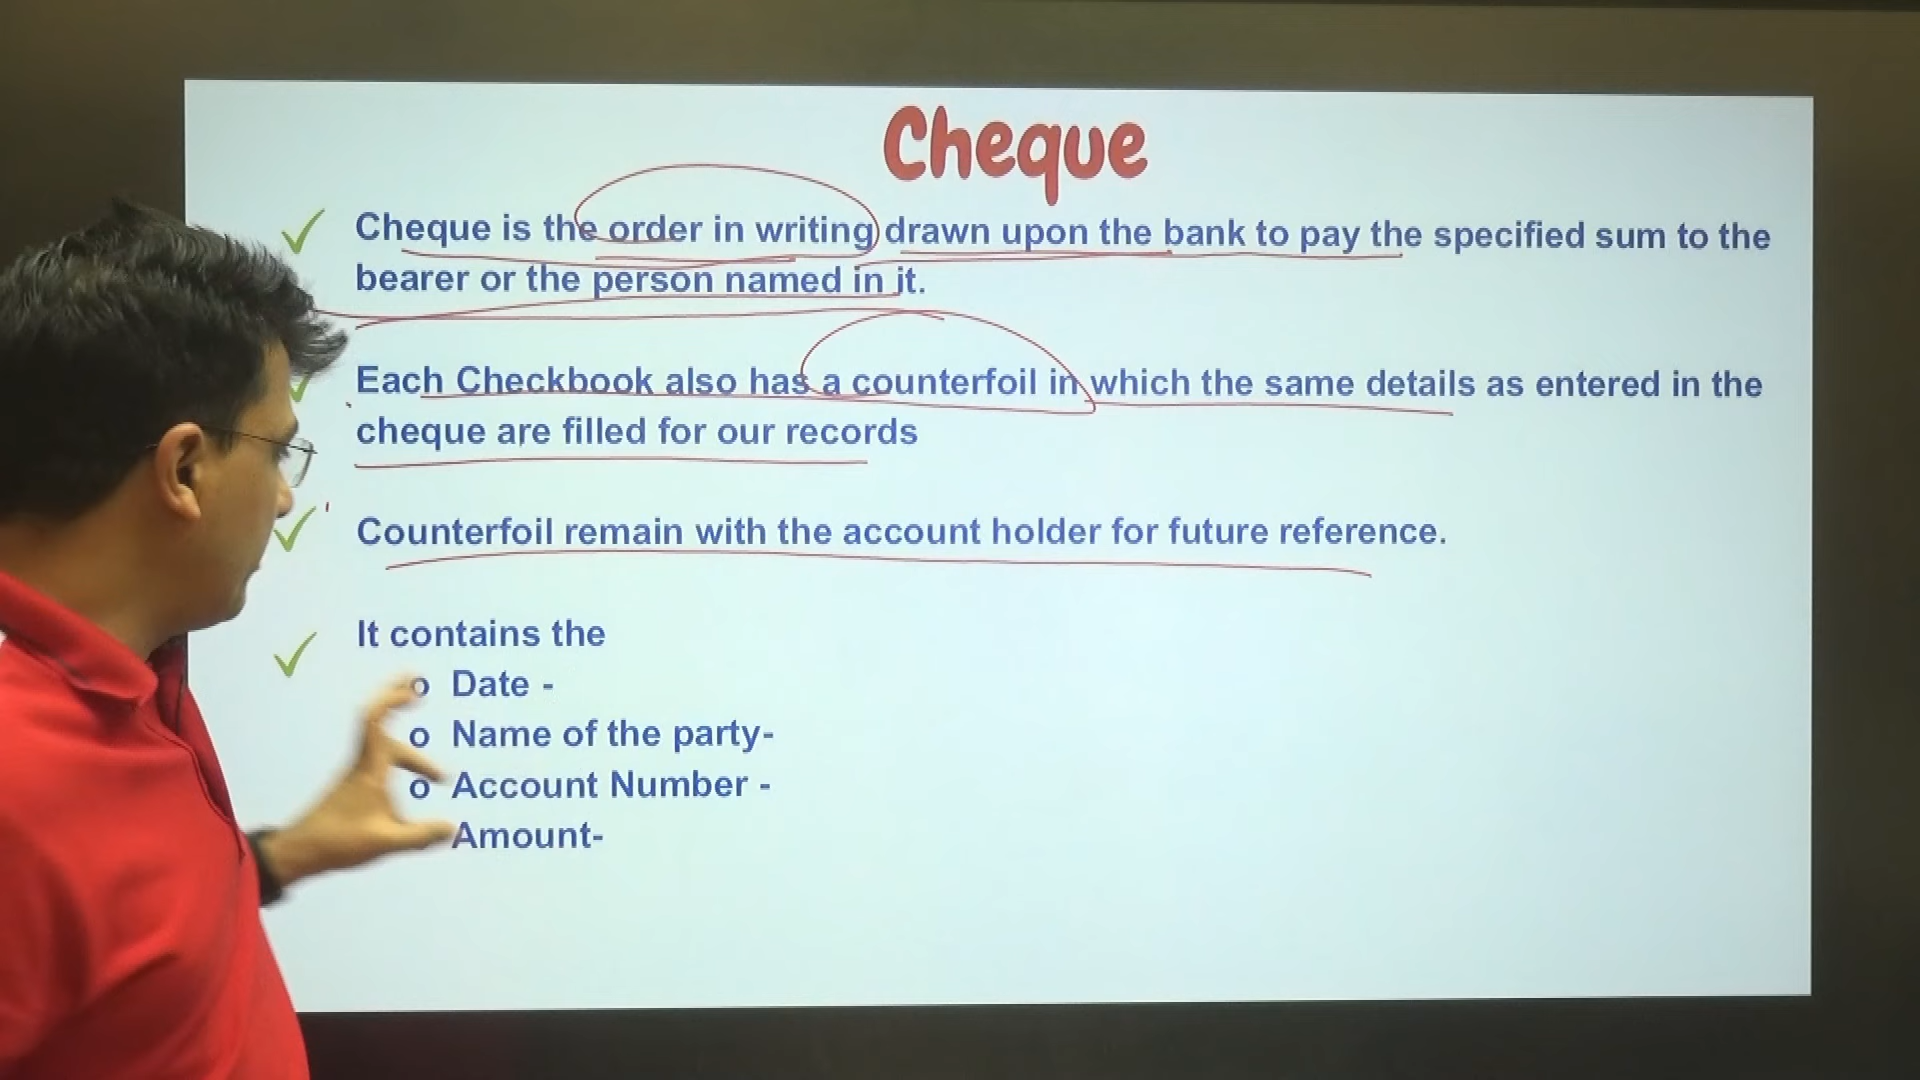 Cheque
Cheque is the order in writing drawn upon the bank to pay the specified sum to the
bearer or the person named in it.
Each Checkbook also has a counterfoil in which the same details as entered in the
cheque are filled for our records
Counterfoil remain with the account holder for future reference.
It contains the
o Date -
o Name of the party-
o Account Number -
Amount-